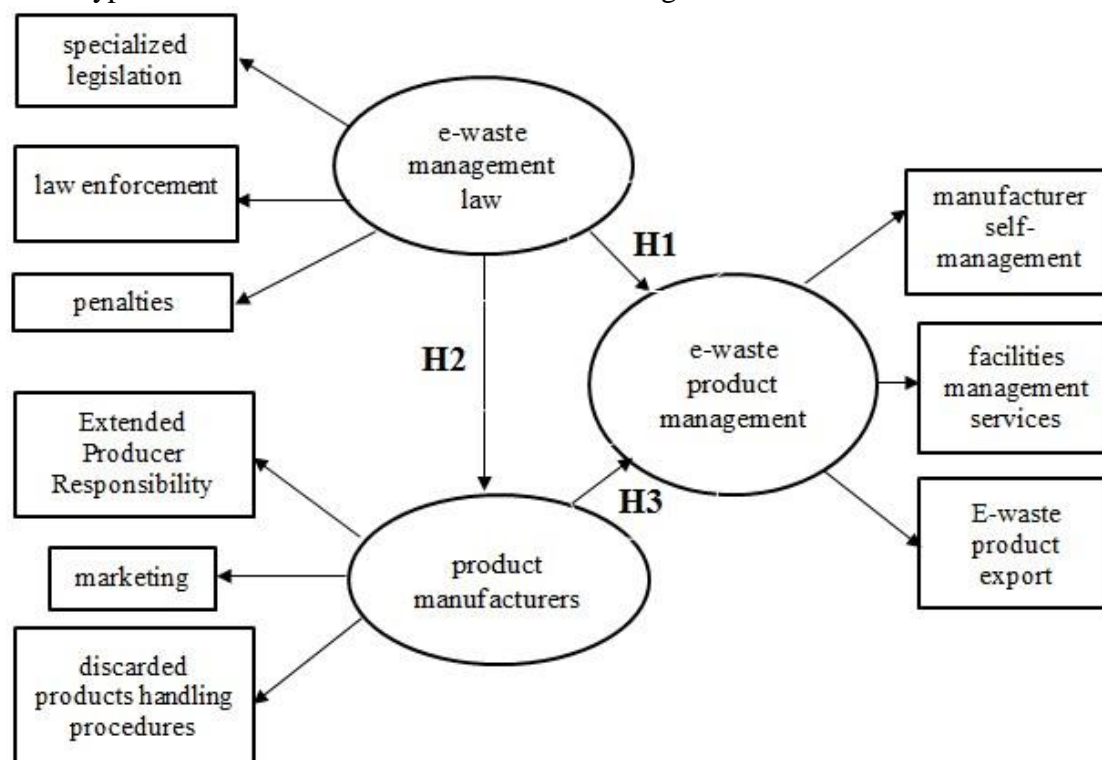 specialized
legislation
law enforcement
penalties
e-waste
management
law
H1
H2
manufacturer
self-
management
e-waste
product
management
facilities
management
services
Extended
Producer
Responsibility
H3
E-waste
product
export
marketing
product
manufacturers
discarded
products handling
procedures